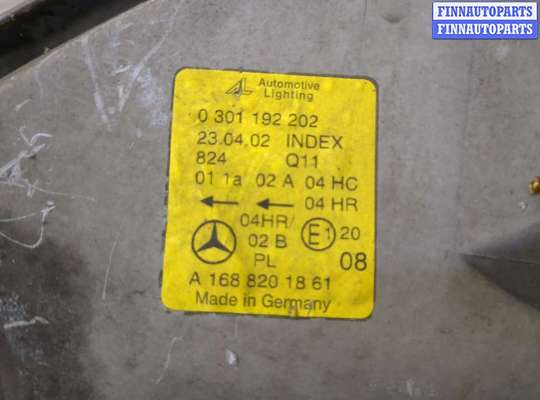 FINNAUTOPARTS
FINNAUTOPARTS
Automotive
Lighting
0 301 192 202
23.04.02 INDEX
824 Q11
01 1a 02 A 04 HC
04 HR
04HR/
02 B
E1 20
PL 08
A 168 820 18 61
Made in Germany